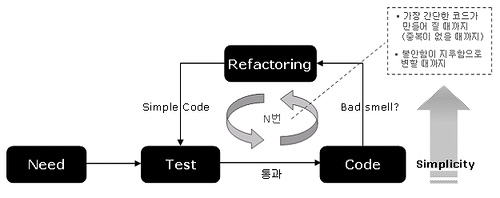 • 가장 간단한 코드가
만들어 질 때까지
(중복이 없을 때까지)
• 불안함이 지루함으로
변할 때까지
Refactoring
Simple Code
Bad smell?
N번
Need
Test
통과
Code
Simplicity